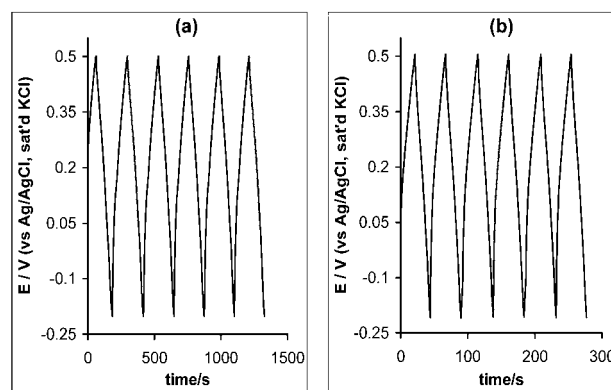 (a)
E / V (vs Ag/AgCl, sat'd KCl)
0.5
0.35
0.2
0.05
-0.1
-0.25
0 500 1000 1500
time/s
(b)
E / V (vs Ag/AgCl, sat'd KCl)
0.5
0.35
0.2
0.05
-0.1
-0.25
0 100 200 300
time/s